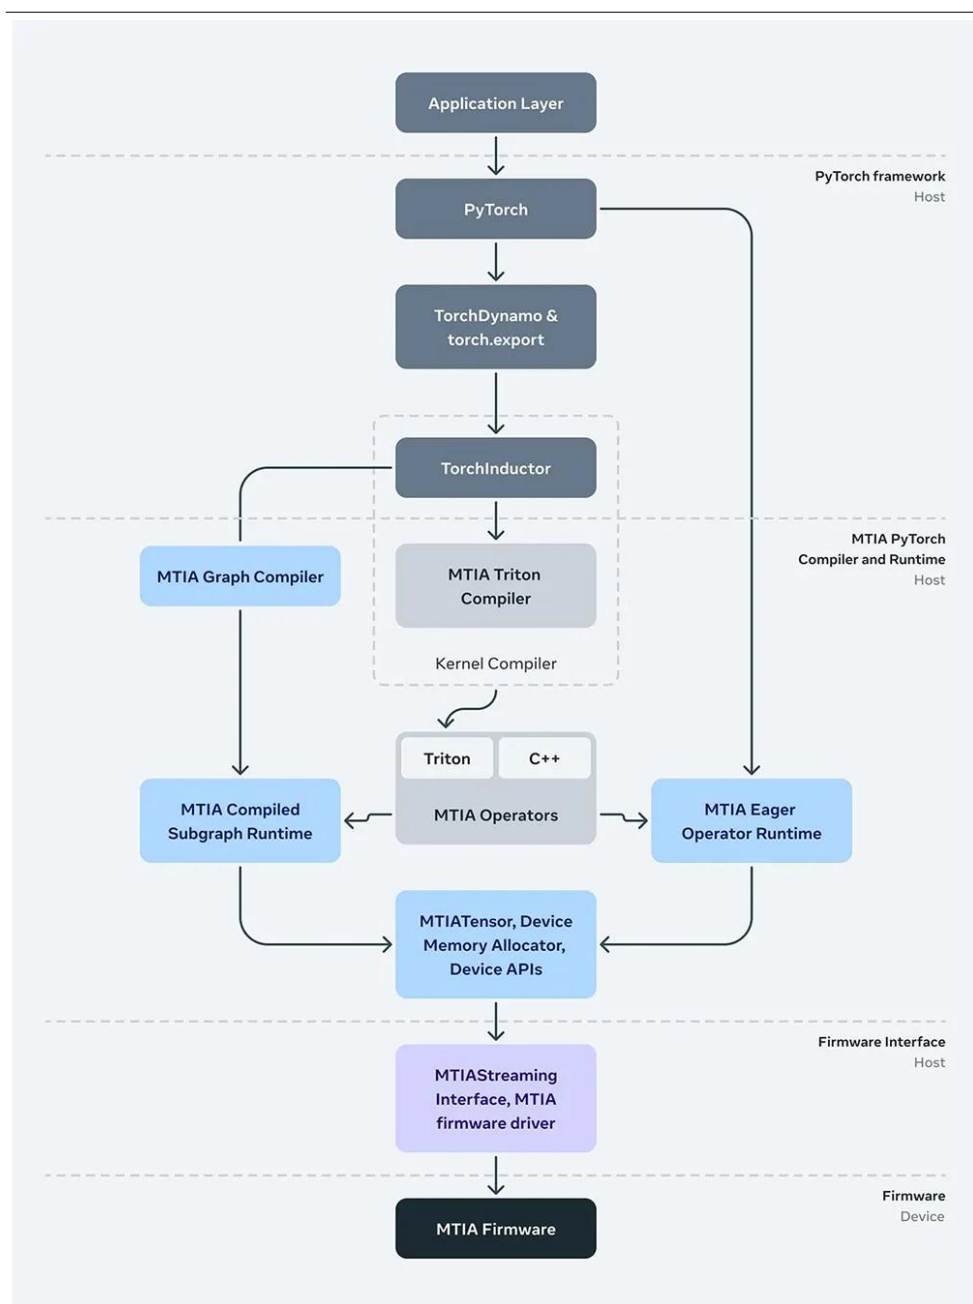 Application Layer
PyTorch framework
Host
PyTorch
TorchDynamo &
torch.export
TorchInductor
MTIA PyTorch
Compiler and Runtime
Host
MTIA Graph Compiler
MTIA Triton
Compiler
Kernel Compiler
Triton
C++
MTIA Operators
MTIA Compiled
Subgraph Runtime
MTIA Eager
Operator Runtime
MTIATensor, Device
Memory Allocator,
Device APIs
Firmware Interface
Host
MTIAStreaming
Interface, MTIA
firmware driver
Firmware
Device
MTIA Firmware